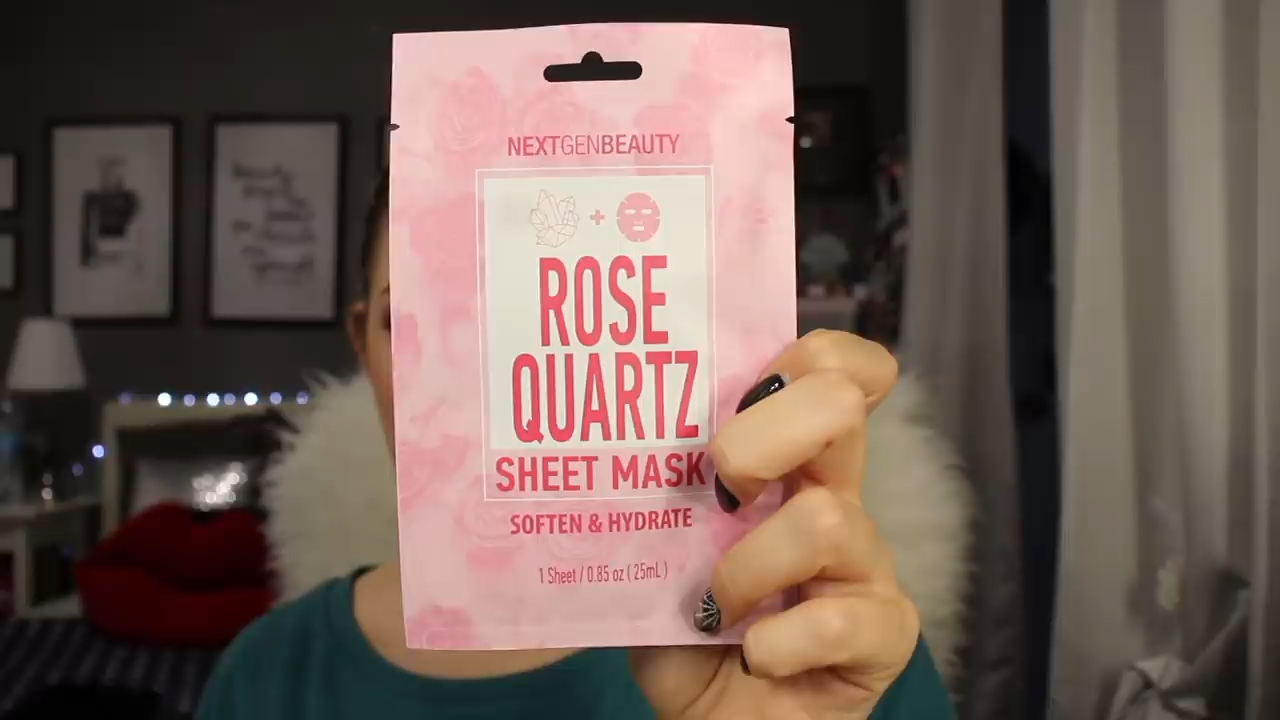 NEXTGENBEAUTY
ROSE
QUARTZ
SHEET MASK
SOFTEN & HYDRATE
1 Sheet / 0.85 oz ( 25mL )